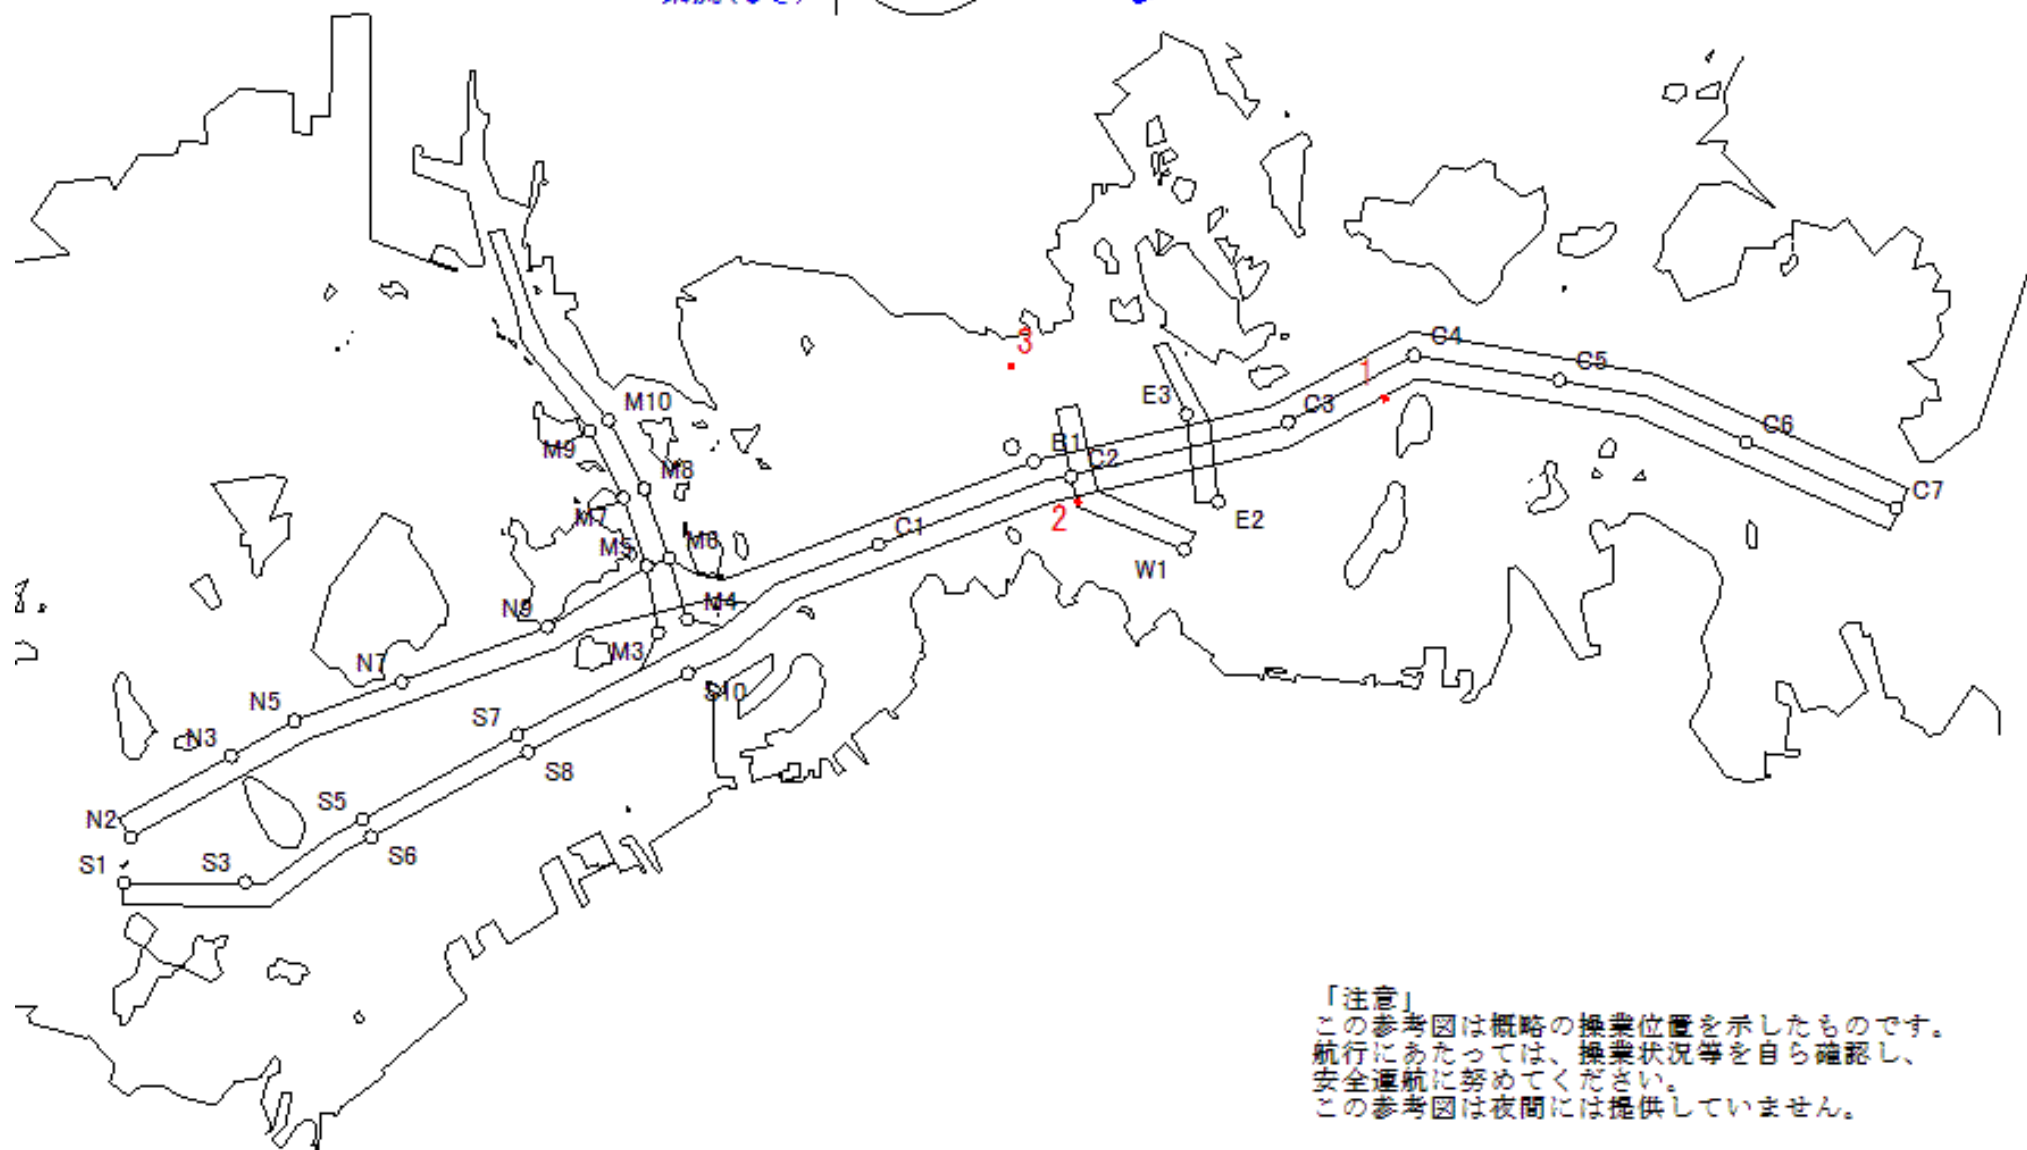 3
C4
1
C5
E3
C3
M10
C6
M9
B1
M8
C2
C7
M7
2
E2
C1
M5
M6
W1
N9
M4
M3
N7
S10
N5
S7
N3
S8
S5
N2
S6
S1
S3
「注意」
この参考図は概略の操業位置を示したものです。
航行にあたっては、操業状況等を自ら確認し、
安全運航に努めてください。
この参考図は夜間には提供していません。